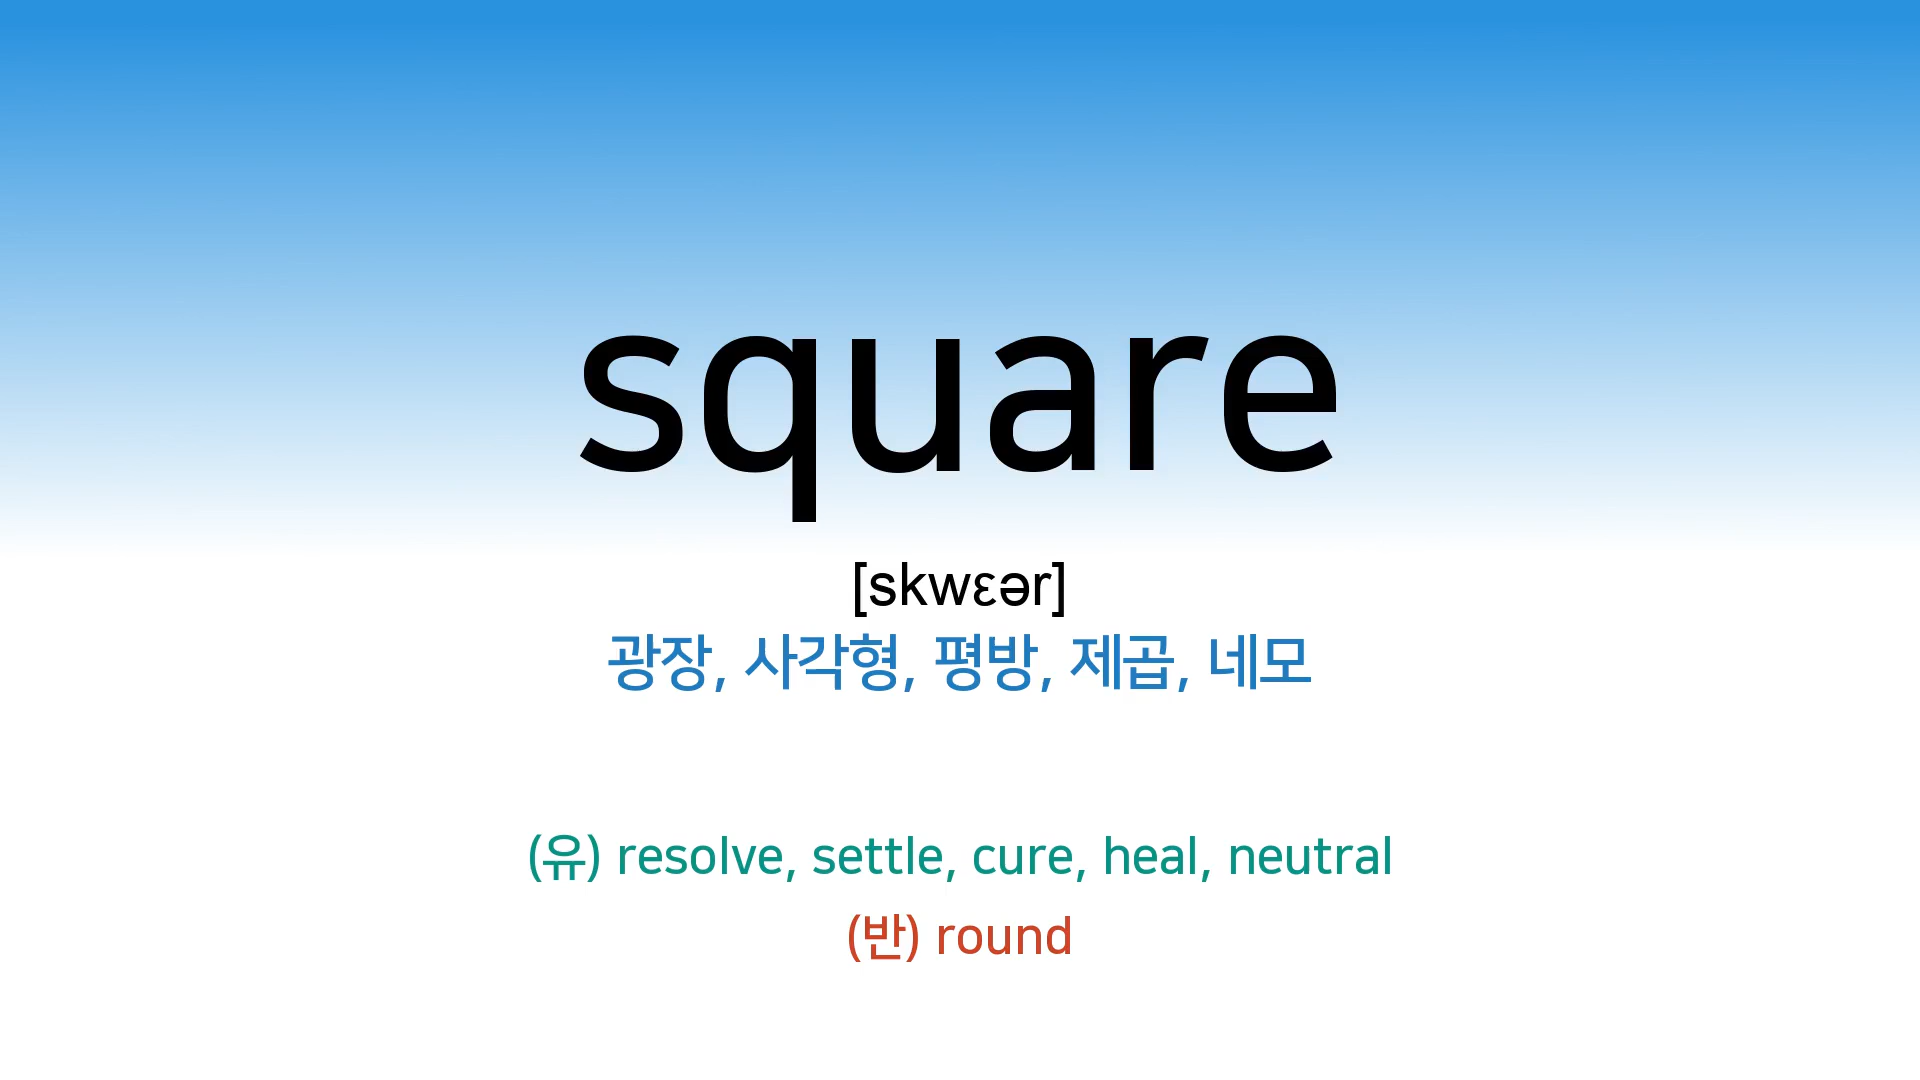 square
[skwɛər]
광장, 사각형, 평방, 제곱, 네모
(유) resolve, settle, cure, heal, neutral
(반) round